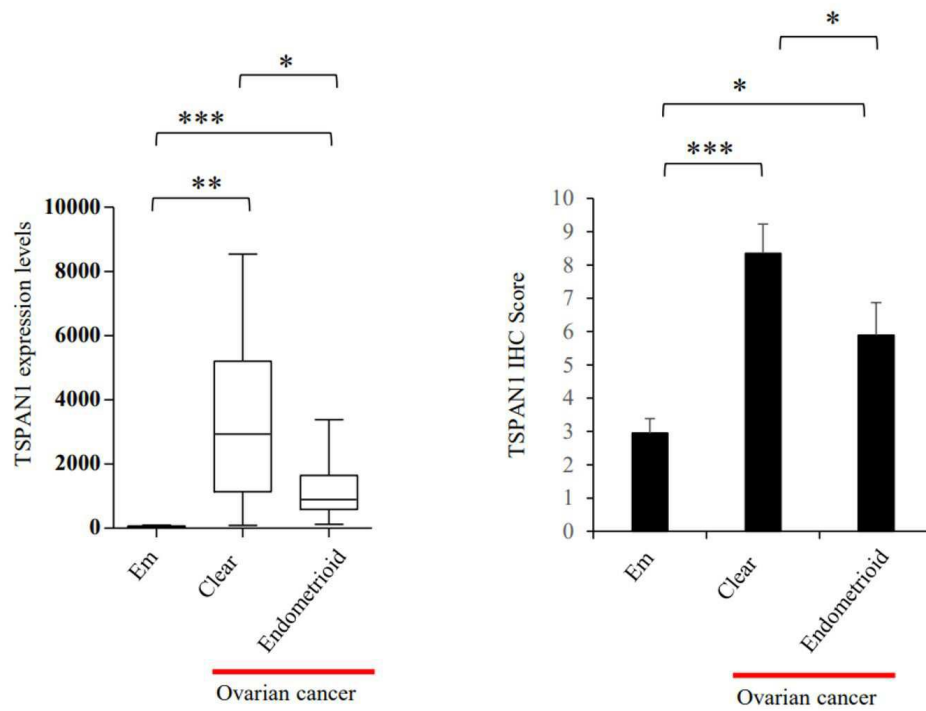 *
***
**
TSPAN1 expression levels
10000
8000
6000
4000
2000
0
Em
Clear
Endometrioid
Ovarian cancer
*
*
***
TSPAN1 IHC Score
10
9
8
7
6
5
4
3
2
1
0
Em
Clear
Endometrioid
Ovarian cancer